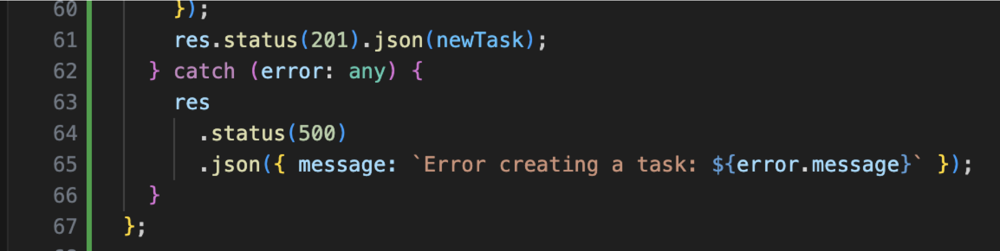 60 });
61 res.status(201).json(newTask);
62 } catch (error: any) {
63 res
64 .status(500)
65 .json({ message: `Error creating a task: ${error.message}` });
66 }
67 };